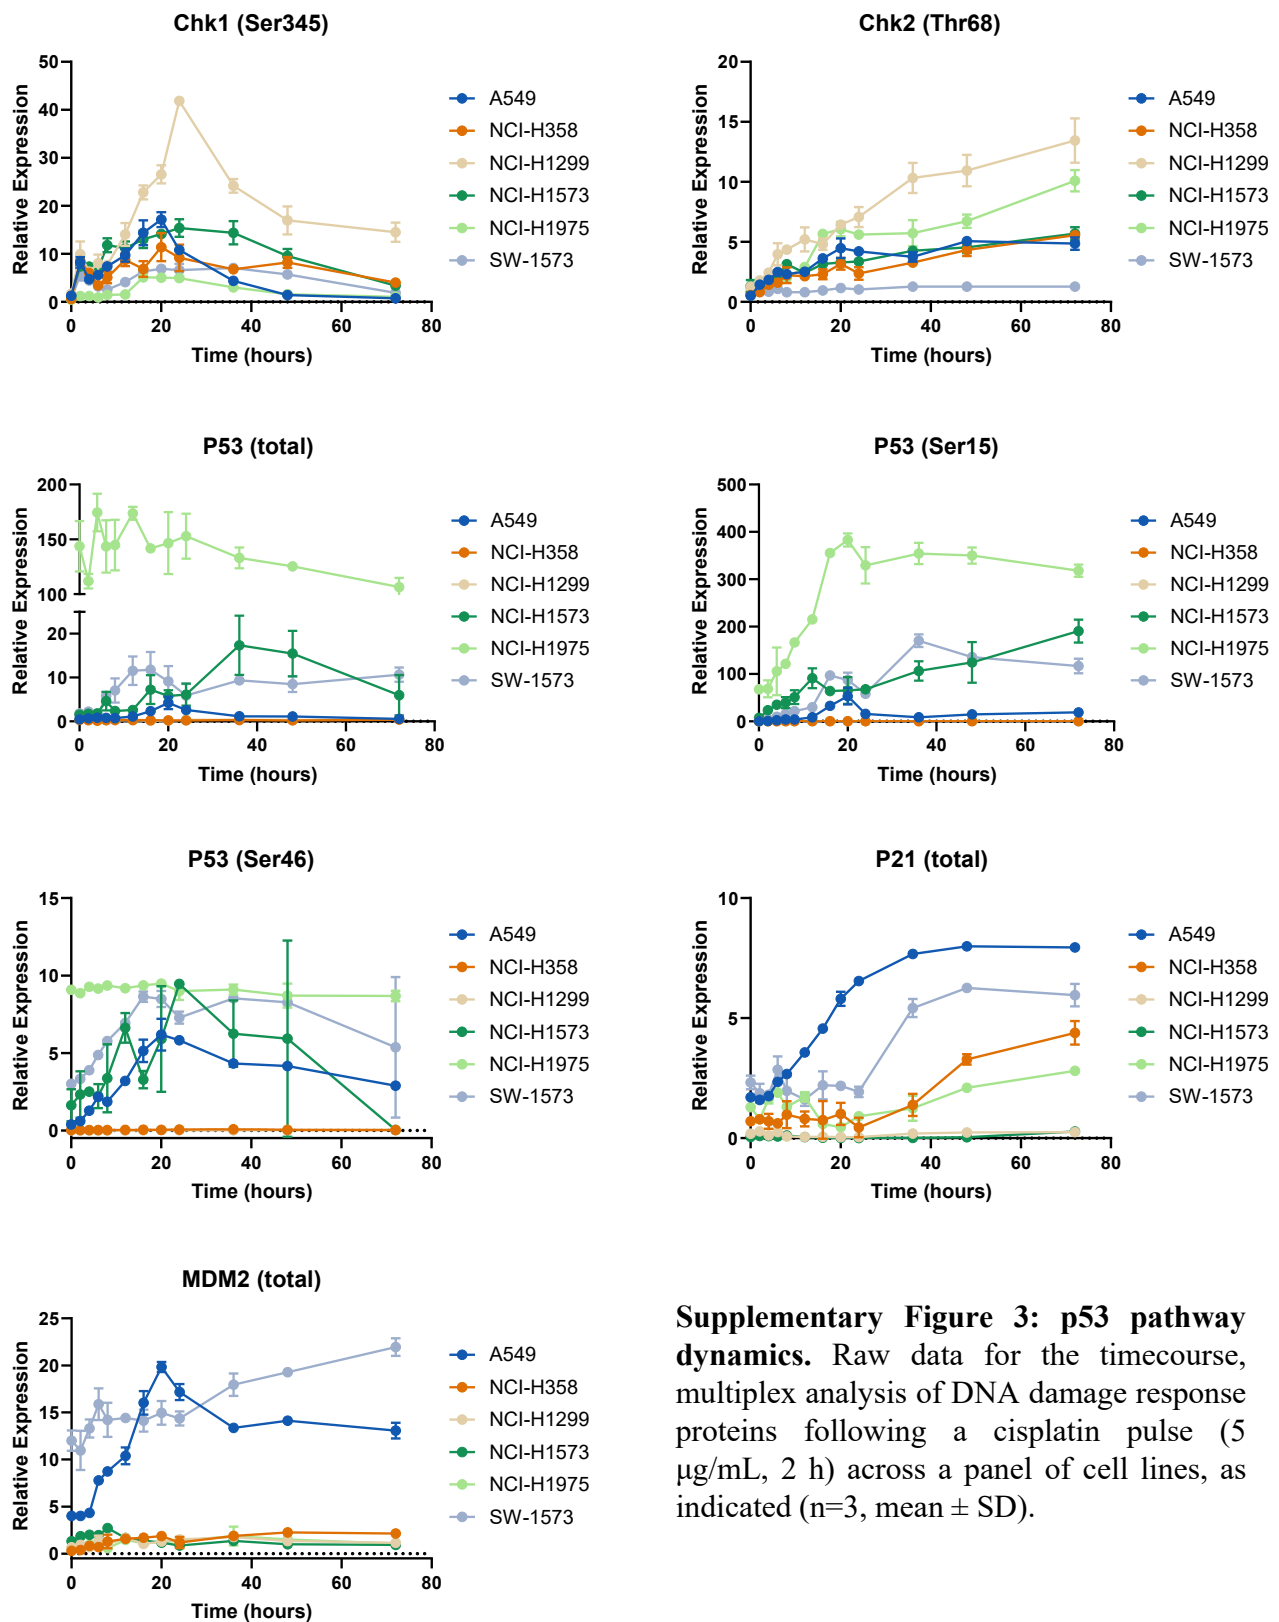 Chk1 (Ser345)
Relative Expression
50
40
30
20
10
0
0 20 40 60 80
Time (hours)
A549
NCI-H358
NCI-H1299
NCI-H1573
NCI-H1975
SW-1573
Chk2 (Thr68)
Relative Expression
20
15
10
5
0
0 20 40 60 80
Time (hours)
A549
NCI-H358
NCI-H1299
NCI-H1573
NCI-H1975
SW-1573
P53 (total)
Relative Expression
200
150
100
20
10
0
0 20 40 60 80
Time (hours)
A549
NCI-H358
NCI-H1299
NCI-H1573
NCI-H1975
SW-1573
P53 (Ser15)
Relative Expression
500
400
300
200
100
0
0 20 40 60 80
Time (hours)
A549
NCI-H358
NCI-H1299
NCI-H1573
NCI-H1975
SW-1573
P53 (Ser46)
Relative Expression
15
10
5
0
0 20 40 60 80
Time (hours)
A549
NCI-H358
NCI-H1299
NCI-H1573
NCI-H1975
SW-1573
P21 (total)
Relative Expression
10
5
0
0 20 40 60 80
Time (hours)
A549
NCI-H358
NCI-H1299
NCI-H1573
NCI-H1975
SW-1573
MDM2 (total)
Relative Expression
25
20
15
10
5
0
0 20 40 60 80
Time (hours)
A549
NCI-H358
NCI-H1299
NCI-H1573
NCI-H1975
SW-1573
Supplementary Figure 3: p53 pathway
dynamics. Raw data for the timecourse,
multiplex analysis of DNA damage response
proteins following a cisplatin pulse (5
µg/mL, 2 h) across a panel of cell lines, as
indicated (n=3, mean ± SD).